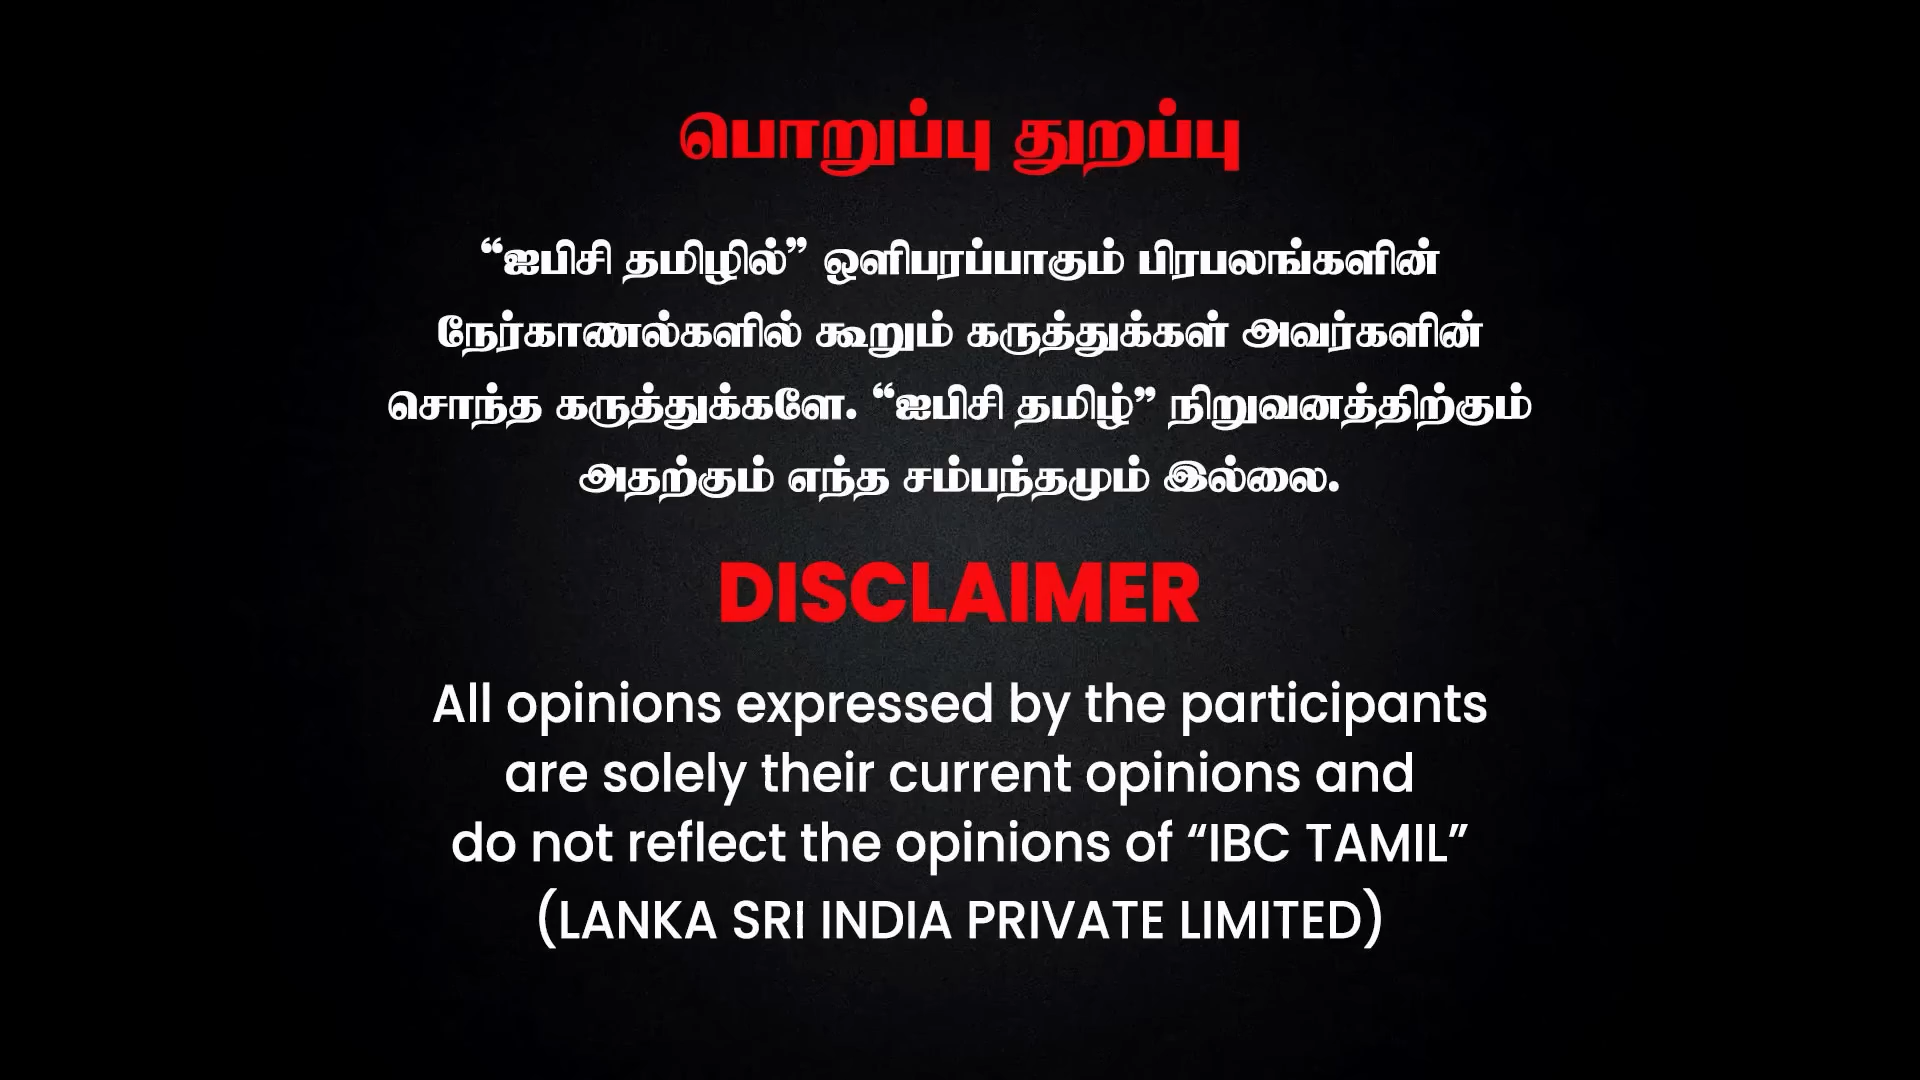 பொறுப்பு துறப்பு
“ஐபிசி தமிழில்” ஒளிபரப்பாகும் பிரபலங்களின்
நேர்காணல்களில் கூறும் கருத்துக்கள் அவர்களின்
சொந்த கருத்துக்களே. “ஐபிசி தமிழ்” நிறுவனத்திற்கும்
அதற்கும் எந்த சம்பந்தமும் இல்லை.
DISCLAIMER
All opinions expressed by the participants
are solely their current opinions and
do not reflect the opinions of “IBC TAMIL”
(LANKA SRI INDIA PRIVATE LIMITED)